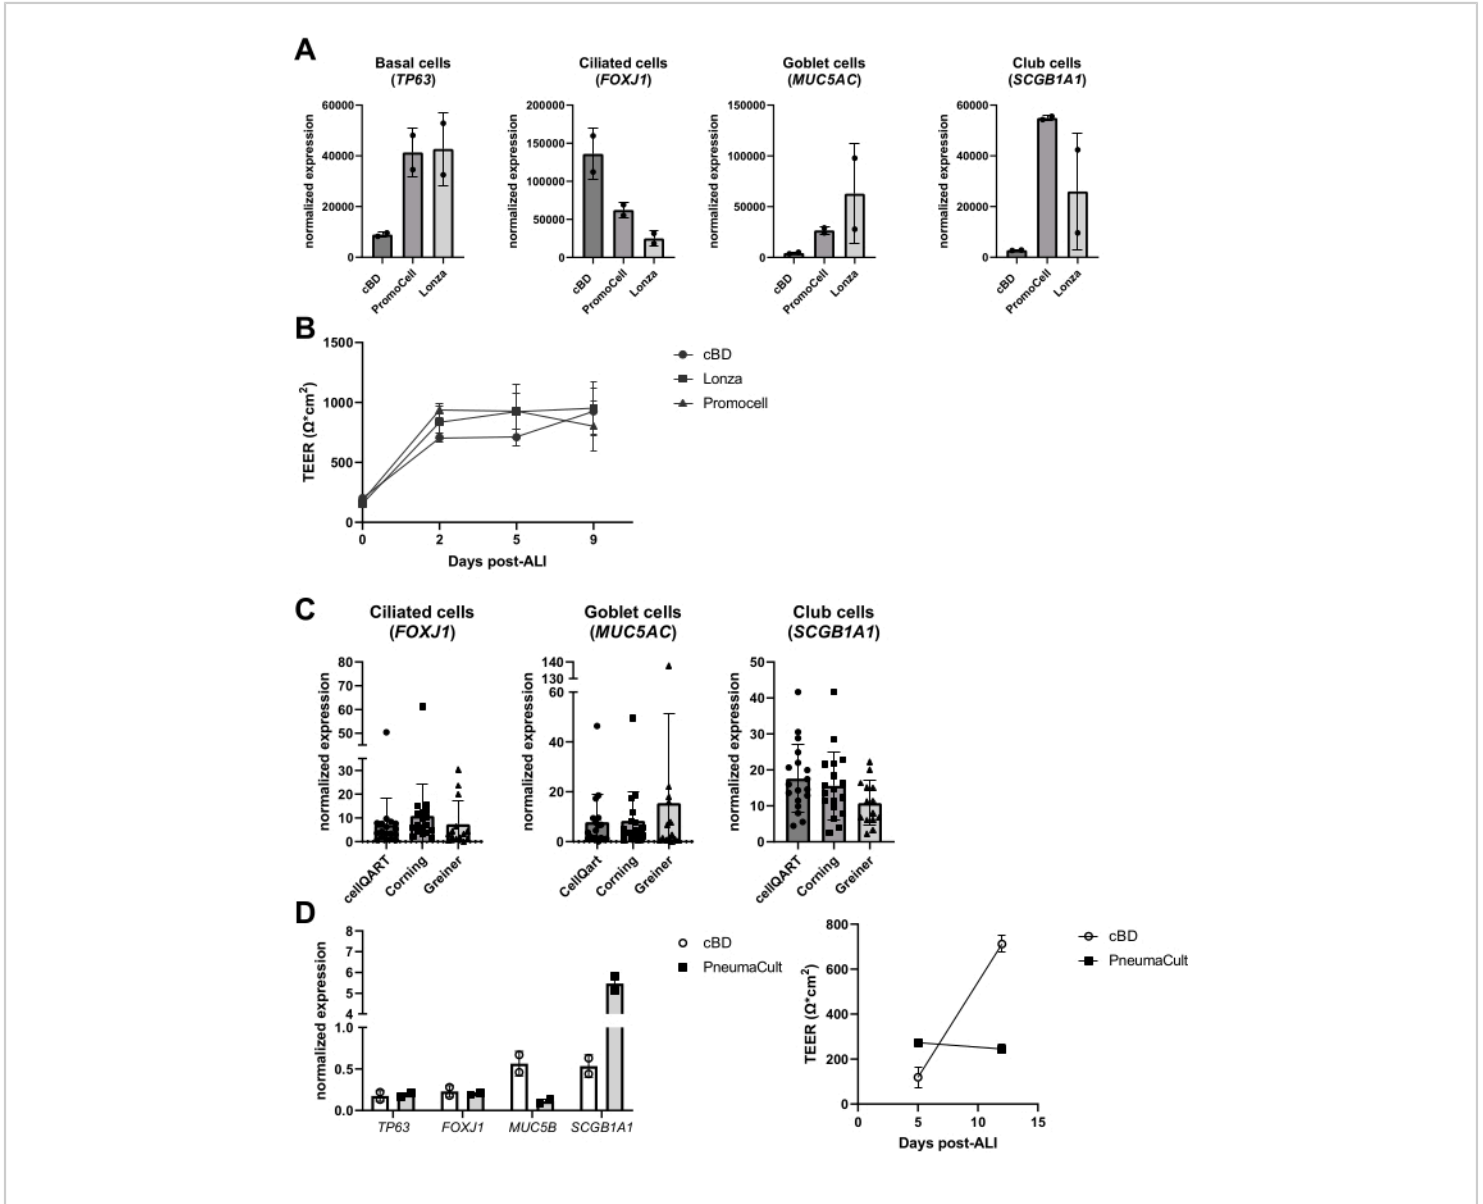 A
Basal cells
(TP63)
normalized expression
60000
40000
20000
0
cBD
PromoCell
Lonza
Ciliated cells
(FOXJ1)
normalized expression
200000
150000
100000
50000
0
cBD
PromoCell
Lonza
Goblet cells
(MUC5AC)
normalized expression
150000
100000
50000
0
cBD
PromoCell
Lonza
Club cells
(SCGB1A1)
normalized expression
60000
40000
20000
0
cBD
PromoCell
Lonza
B
TEER (Ω*cm²)
1500
1000
500
0
0 2 5 9
Days post-ALI
cBD
Lonza
Promocell
C
Ciliated cells
(FOXJ1)
normalized expression
80
70
60
50
30
20
10
0
cellQART
Corning
Greiner
Goblet cells
(MUC5AC)
normalized expression
140
130
60
40
20
0
CellQart
Corning
Greiner
Club cells
(SCGB1A1)
normalized expression
50
40
30
20
10
0
cellQART
Corning
Greiner
D
normalized expression
8
7
6
5
4
1.0
0.5
0.0
TP63 FOXJ1 MUC5B SCGB1A1
cBD
PneumaCult
TEER (Ω*cm²)
800
600
400
200
0
0 5 10 15
Days post-ALI
cBD
PneumaCult